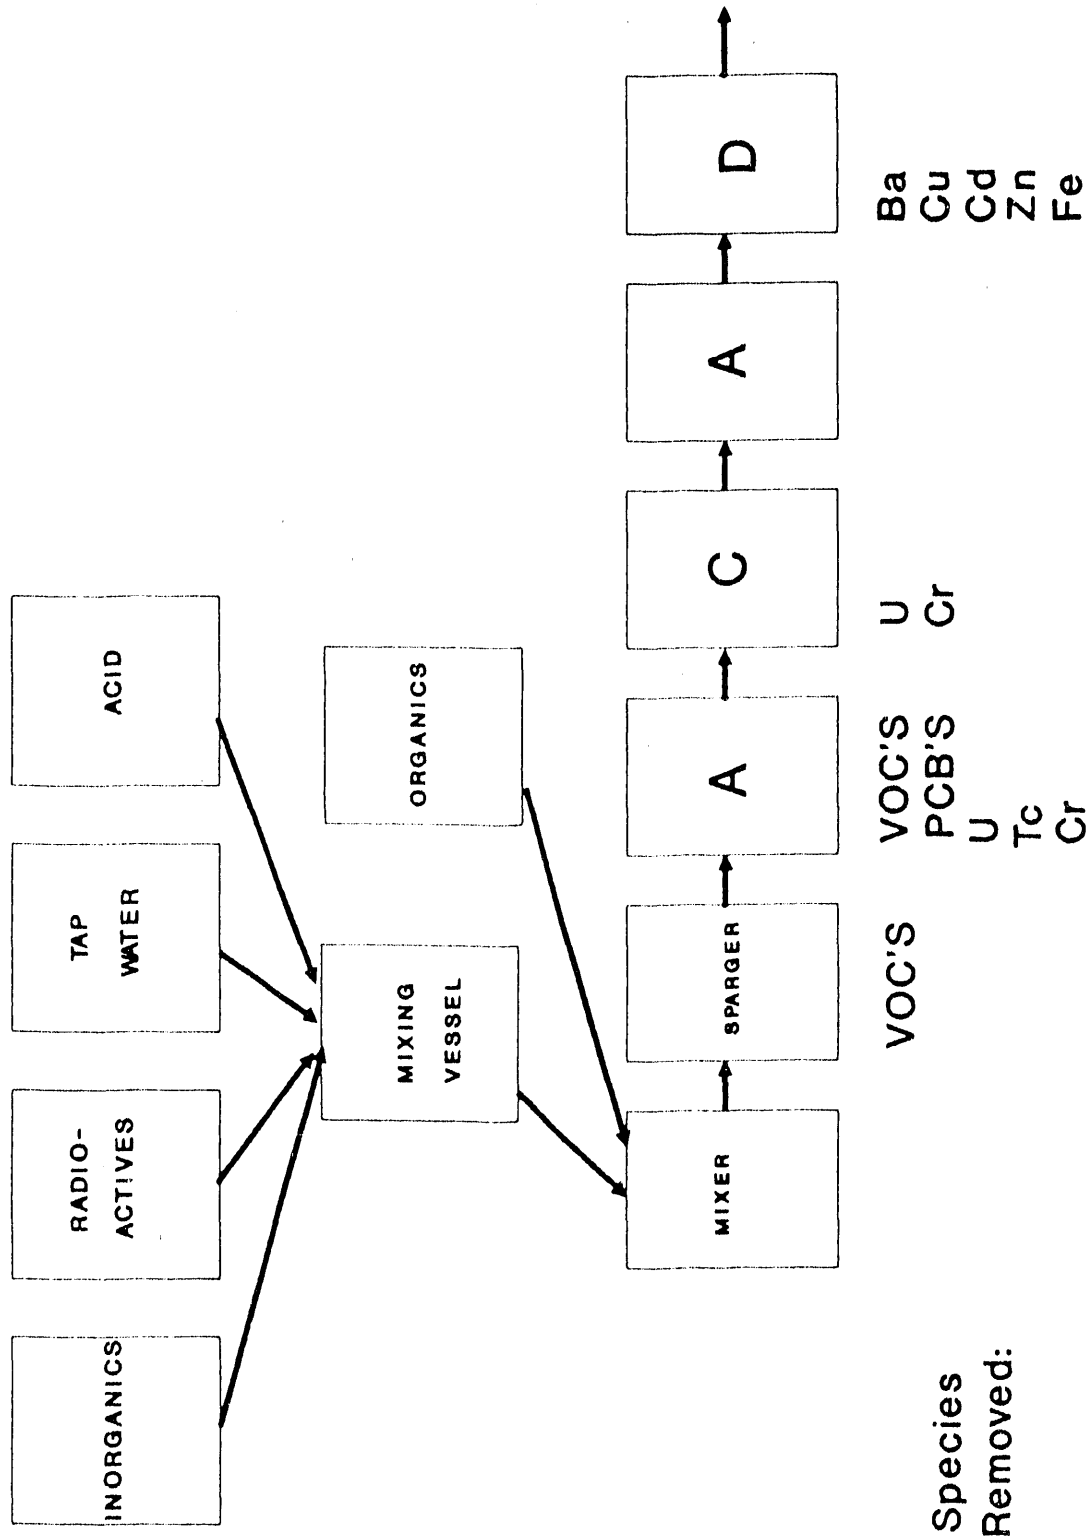 INORGANICS
RADIO-
ACTIVES
TAP
WATER
ACID
MIXING
VESSEL
ORGANICS
MIXER
SPARGER
A
C
A
D
Species
Removed:
VOC'S
VOC'S
PCB'S
U
Tc
Cr
U
Cr
Ba
Cu
Cd
Zn
Fe